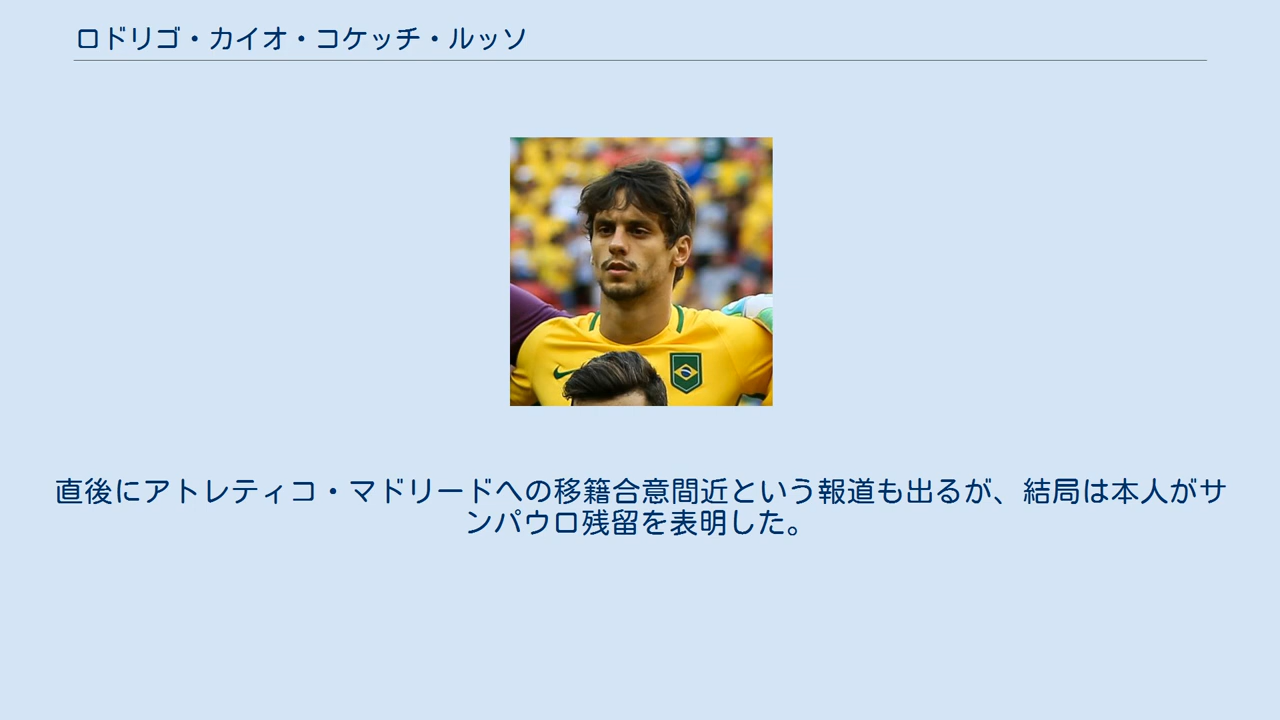 ロドリゴ・カイオ・コケッチ・ルッソ
直後にアトレティコ・マドリードへの移籍合意間近という報道も出るが、結局は本人がサ
ンパウロ残留を表明した。